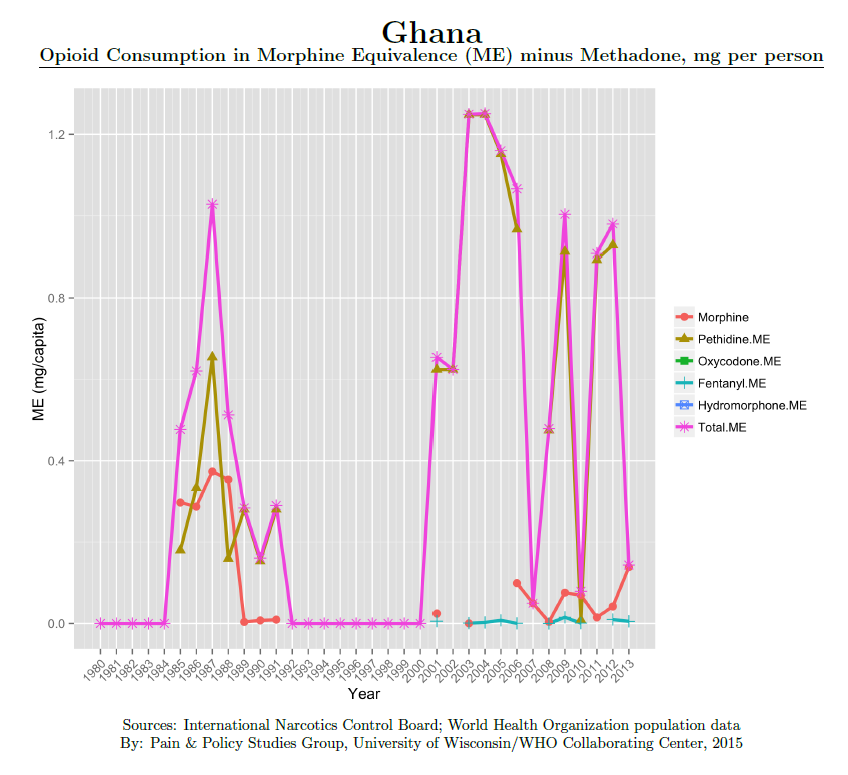 Ghana
Opioid Consumption in Morphine Equivalence (ME) minus Methadone, mg per person
1.2
0.8
0.4
0.0
ME (mg/capita)
1980 1981 1982 1983 1984 1985 1986 1987 1988 1989 1990 1991 1992 1993 1994 1995 1996 1997 1998 1999 2000 2001 2002 2003 2004 2005 2006 2007 2008 2009 2010 2011 2012 2013
Year
Morphine
Pethidine.ME
Oxycodone.ME
Fentanyl.ME
Hydromorphone.ME
Total.ME
Sources: International Narcotics Control Board; World Health Organization population data
By: Pain & Policy Studies Group, University of Wisconsin/WHO Collaborating Center, 2015